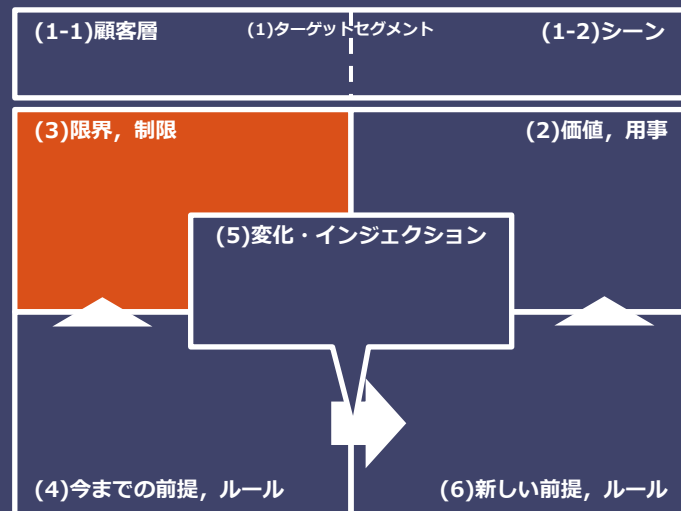 (1-1)顧客層
(1)ターゲットセグメント
(1-2)シーン
(3)限界，制限
(2)価値，用事
(5)変化・インジェクション
(4)今までの前提，ルール
(6)新しい前提，ルール